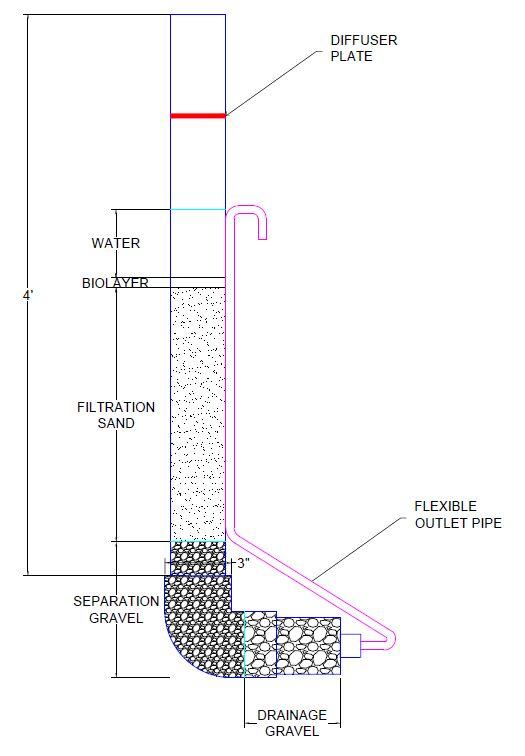 DIFFUSER
PLATE
WATER
BIOLAYER
4'
FILTRATION
SAND
FLEXIBLE
OUTLET PIPE
3"
SEPARATION
GRAVEL
DRAINAGE
GRAVEL